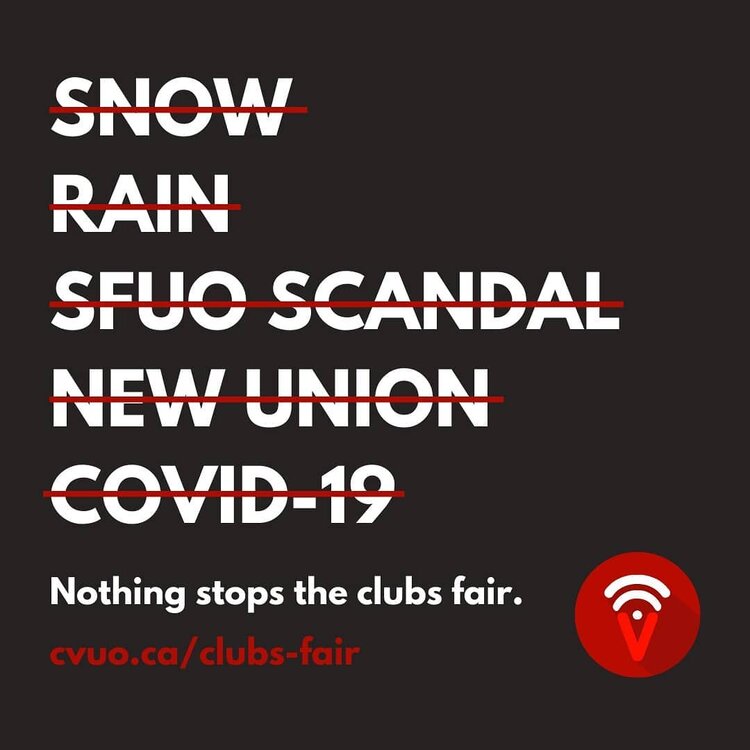 SNOW
RAIN
SFUO SCANDAL
NEW UNION
COVID-19
Nothing stops the clubs fair.
cvuo.ca/clubs-fair
V